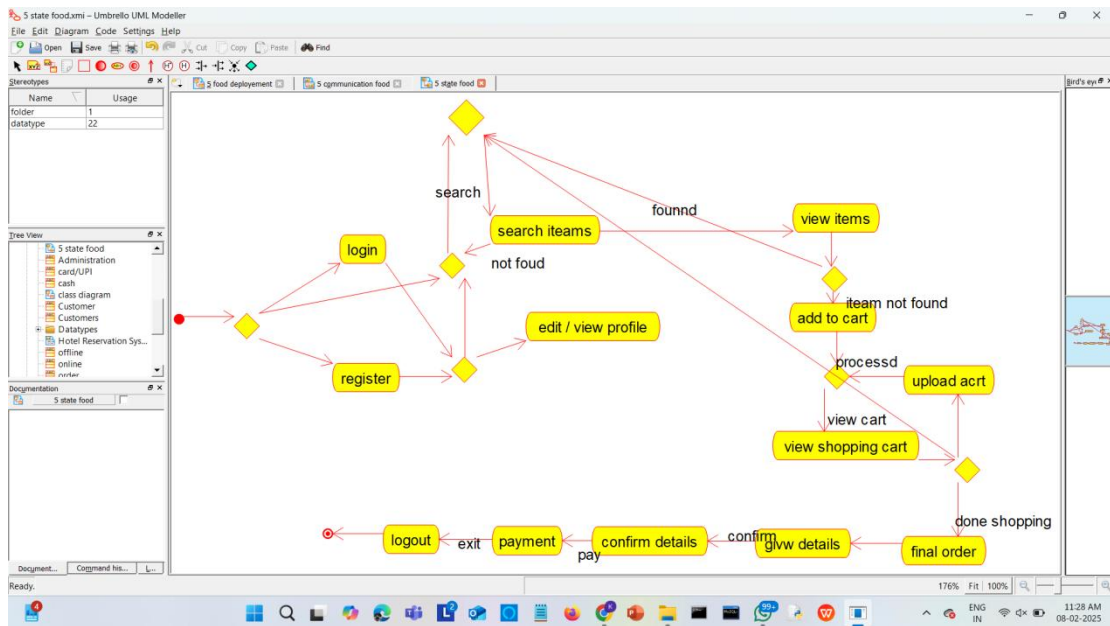 5 state food.xmi – Umbrello UML Modeller
File Edit Diagram Code Settings Help
Open Save Cut Copy Paste Find
Stereotypes
Name Usage
folder 1
datatype 22
Tree View
5 state food
Administration
card/UPI
cash
class diagram
Customer
Customers
Datatypes
Hotel Reservation Sys...
offline
online
order
Documentation
5 state food
Document... Command his... L...
Ready.
5 food deployement
5 communication food
5 state food
Bird's eye
search
search iteams
founnd
view items
login
not foud
iteam not found
add to cart
edit / view profile
register
processd
upload acrt
view cart
view shopping cart
done shopping
logout
exit
payment
pay
confirm details
confirm
givw details
final order
176% Fit 100%
4
99+
ENG
IN
11:28 AM
08-02-2025